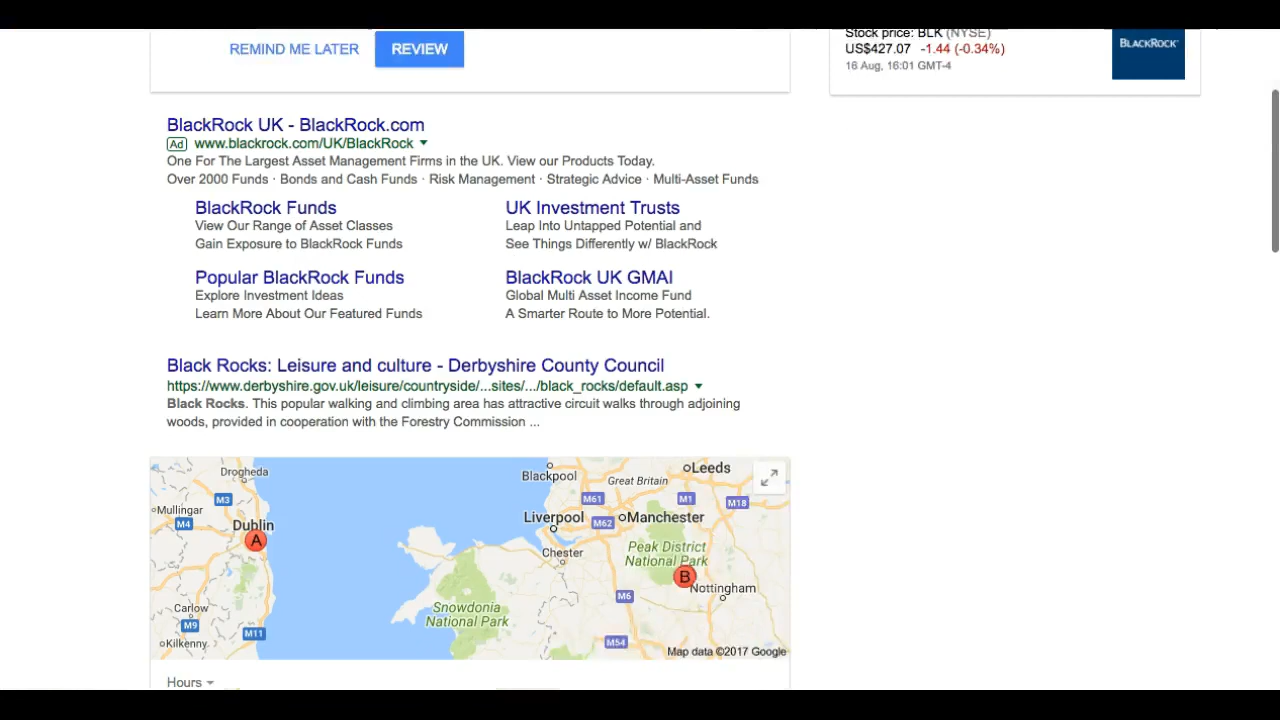 REMIND ME LATER REVIEW
Stock price: BLK (NYSE)
US$427.07 -1.44 (-0.34%)
16 Aug, 16:01 GMT-4
BLACKROCK
BlackRock UK - BlackRock.com
Ad www.blackrock.com/UK/BlackRock
One For The Largest Asset Management Firms in the UK. View our Products Today.
Over 2000 Funds · Bonds and Cash Funds · Risk Management · Strategic Advice · Multi-Asset Funds
BlackRock Funds
View Our Range of Asset Classes
Gain Exposure to BlackRock Funds
UK Investment Trusts
Leap Into Untapped Potential and
See Things Differently w/ BlackRock
Popular BlackRock Funds
Explore Investment Ideas
Learn More About Our Featured Funds
BlackRock UK GMAI
Global Multi Asset Income Fund
A Smarter Route to More Potential.
Black Rocks: Leisure and culture - Derbyshire County Council
https://www.derbyshire.gov.uk/leisure/countryside/...sites/.../black_rocks/default.asp
Black Rocks. This popular walking and climbing area has attractive circuit walks through adjoining
woods, provided in cooperation with the Forestry Commission ...
Drogheda
Blackpool
Leeds
Great Britain
M3
M61
M1
M18
Mullingar
M4
Dublin
Liverpool
M62
Manchester
A
Chester
Peak District
National Park
B
Nottingham
Carlow
M9
M11
Kilkenny
Snowdonia
National Park
M6
M54
Map data ©2017 Google
Hours